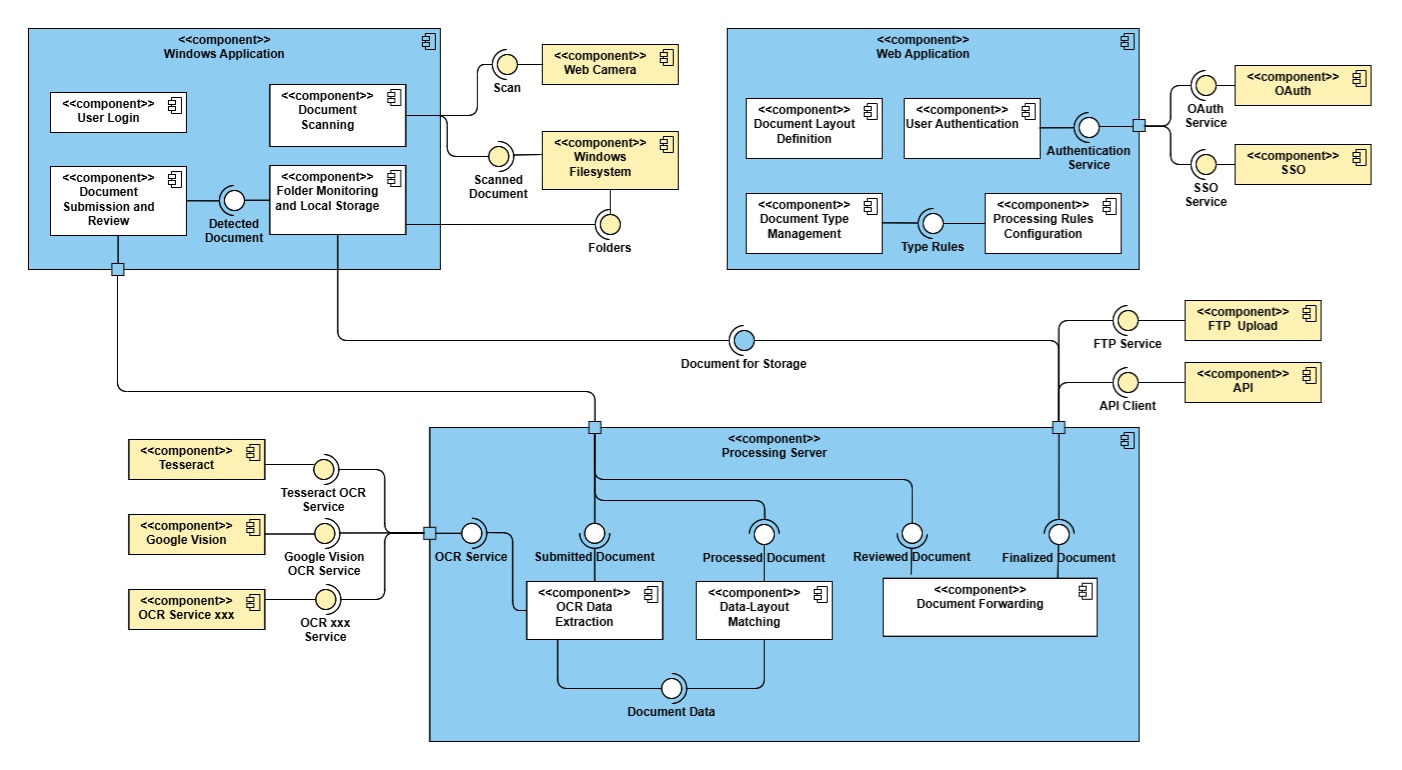 <<component>>
Windows Application
<<component>>
User Login
<<component>>
Document
Scanning
<<component>>
Document
Submission and
Review
Detected
Document
<<component>>
Folder Monitoring
and Local Storage
Scan
<<component>>
Web Camera
Scanned
Document
<<component>>
Windows
Filesystem
Folders
<<component>>
Web Application
<<component>>
Document Layout
Definition
<<component>>
User Authentication
Authentication
Service
<<component>>
Document Type
Management
Type Rules
<<component>>
Processing Rules
Configuration
OAuth
Service
<<component>>
OAuth
SSO
Service
<<component>>
SSO
Document for Storage
FTP Service
<<component>>
FTP  Upload
API Client
<<component>>
API
<<component>>
Tesseract
Tesseract OCR
Service
<<component>>
Google Vision
Google Vision
OCR Service
<<component>>
OCR Service xxx
OCR xxx
Service
<<component>>
Processing Server
OCR Service
Submitted Document
Processed Document
Reviewed Document
Finalized Document
<<component>>
OCR Data
Extraction
<<component>>
Data-Layout
Matching
<<component>>
Document Forwarding
Document Data